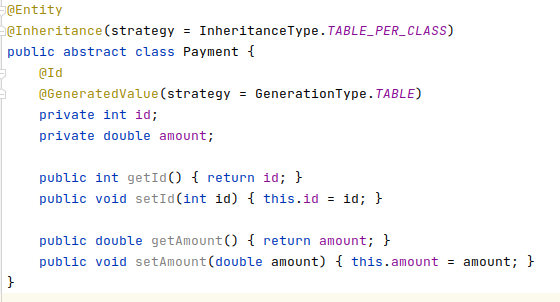 @Entity
@Inheritance(strategy = InheritanceType.TABLE_PER_CLASS)
public abstract class Payment {
    @Id
    @GeneratedValue(strategy = GenerationType.TABLE)
    private int id;
    private double amount;

    public int getId() { return id; }
    public void setId(int id) { this.id = id; }

    public double getAmount() { return amount; }
    public void setAmount(double amount) { this.amount = amount; }
}